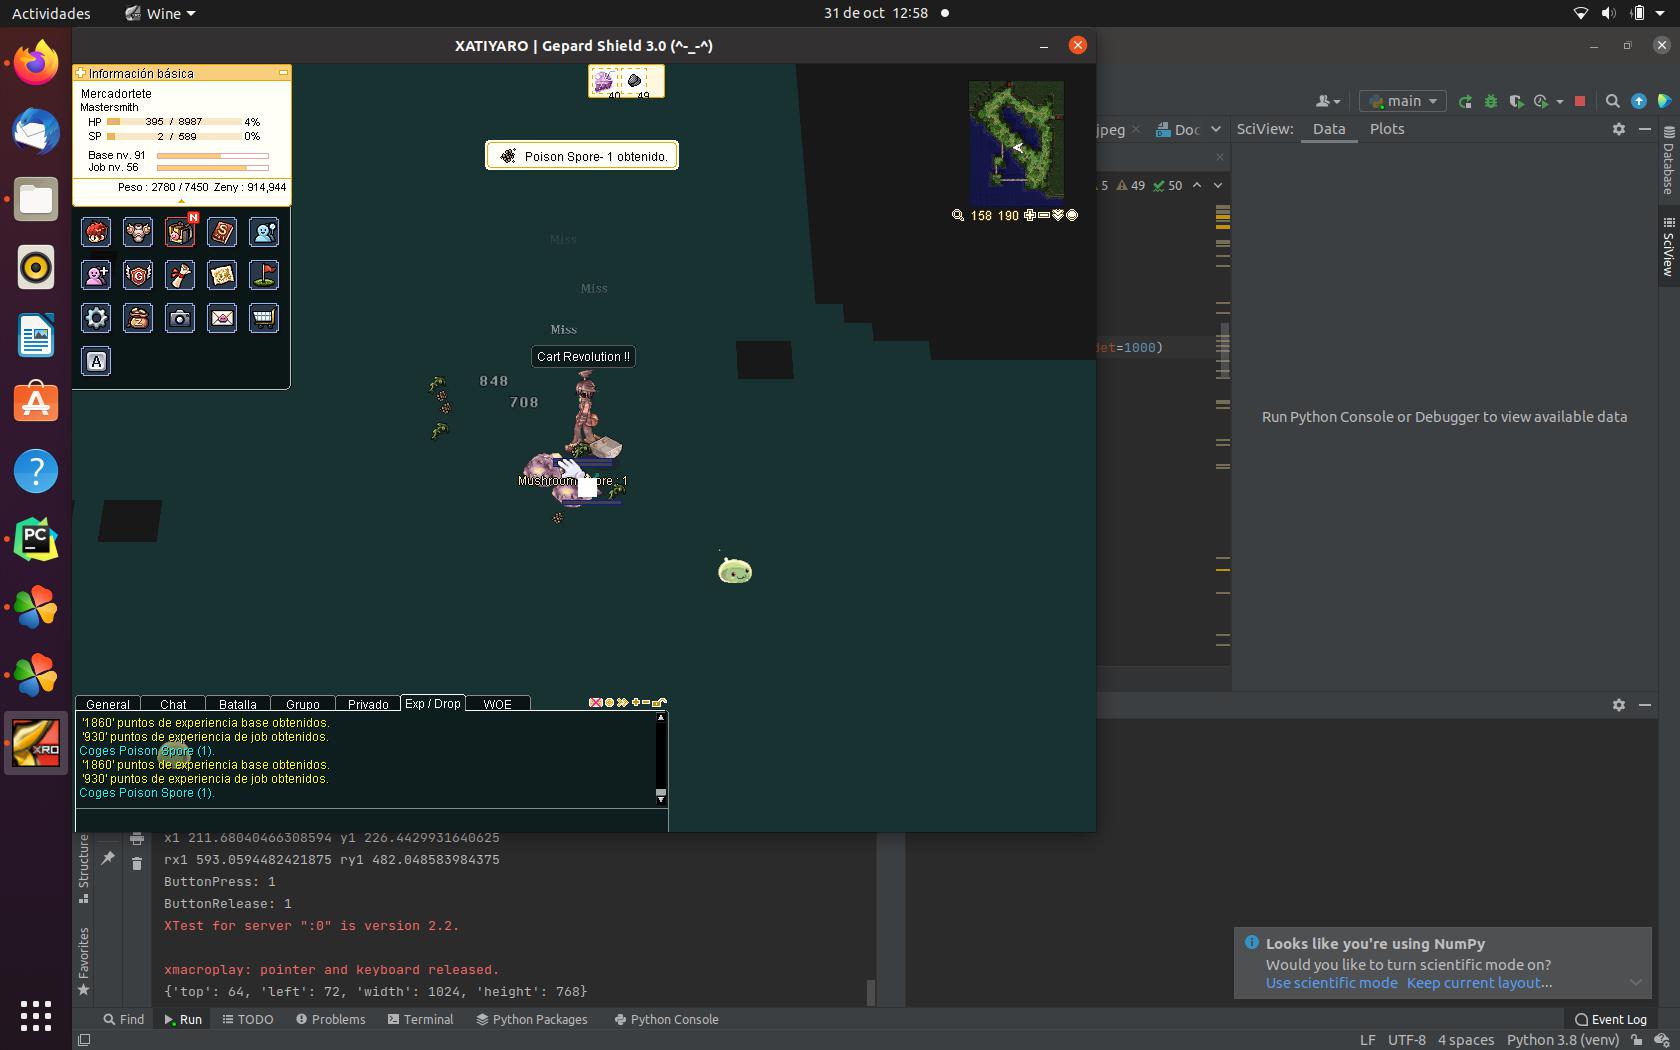 Actividades
Wine
31 de oct 12:58
XATIYARO | Gepard Shield 3.0 (^-_-^)
Información básica
Mercadortete
Mastersmith
HP 395 / 8987 4%
SP 2 / 589 0%
Base nv. 91
Job nv. 56
Peso : 2780 / 7450 Zeny : 914,944
N
A
40 49
Poison Spore- 1 obtenido.
158 190
Miss
Miss
Miss
Cart Revolution !!
848
708
: 1
General Chat Batalla Grupo Privado Exp / Drop WOE
'1860' puntos de experiencia base obtenidos.
'930' puntos de experiencia de job obtenidos.
Coges Poison Spore (1).
'1860' puntos de experiencia base obtenidos.
'930' puntos de experiencia de job obtenidos.
Coges Poison Spore (1).
main
jpeg
Doc
SciView: Data Plots
5 49 50
=1000)
Run Python Console or Debugger to view available data
Database
SciView
PC
XRO
Structure
Favorites
x1 211.68040466308594 y1 226.4429931640625
rx1 593.0594482421875 ry1 482.048583984375
ButtonPress: 1
ButtonRelease: 1
XTest for server ":0" is version 2.2.
xmacroplay: pointer and keyboard released.
{'top': 64, 'left': 72, 'width': 1024, 'height': 768}
Looks like you're using NumPy
Would you like to turn scientific mode on?
Use scientific mode Keep current layout...
Find Run TODO Problems Terminal Python Packages Python Console
Event Log
LF UTF-8 4 spaces Python 3.8 (venv)